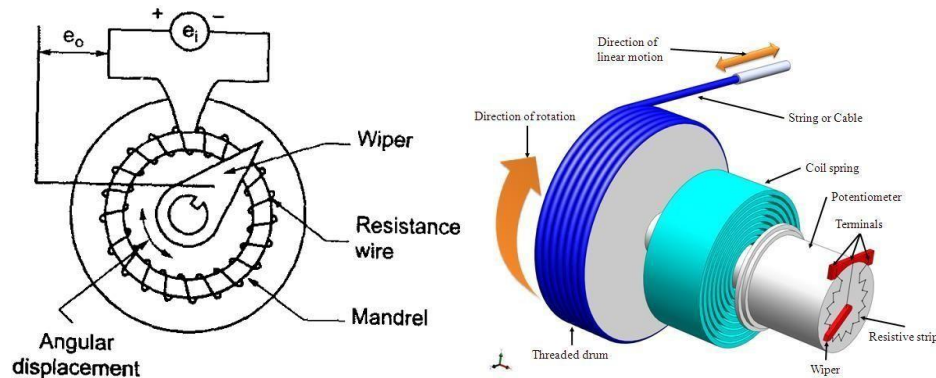 + −
eᵢ
eₒ
Wiper
Resistance
wire
Mandrel
Angular
displacement
Direction of
linear motion
String or Cable
Direction of rotation
Coil spring
Potentiometer
Terminals
Resistive strip
Wiper
Threaded drum